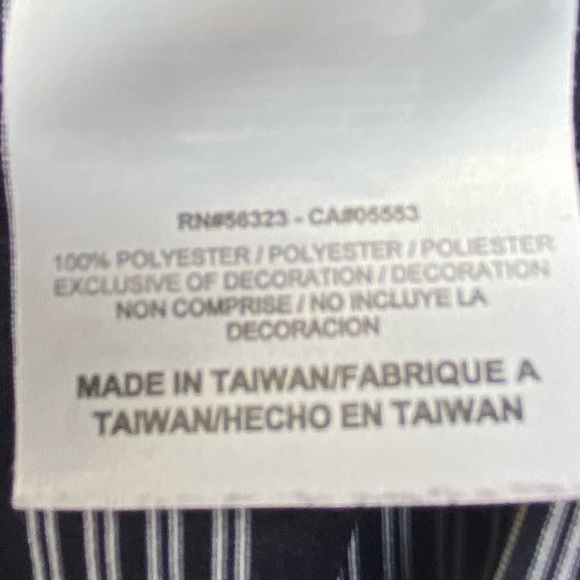 RN#56323 - CA#05553
100% POLYESTER / POLYESTER / POLIESTER
EXCLUSIVE OF DECORATION / DECORATION
NON COMPRISE / NO INCLUYE LA
DECORACION
MADE IN TAIWAN/FABRIQUE A
TAIWAN/HECHO EN TAIWAN